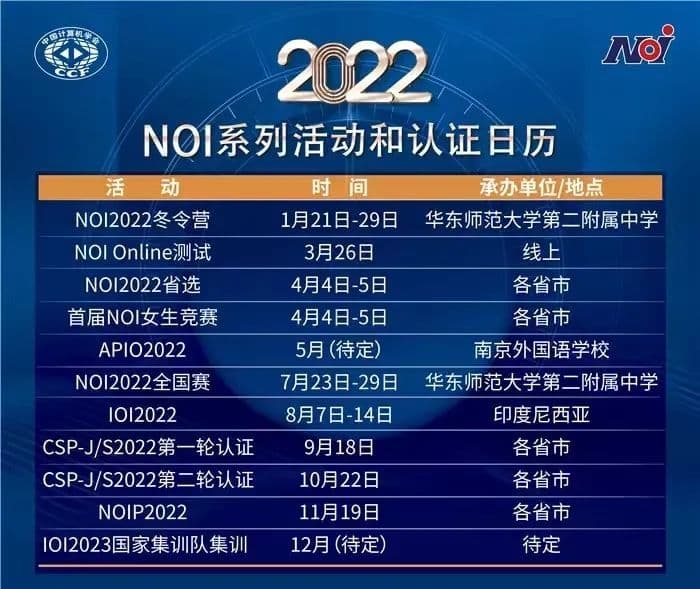 中国计算机学会
CCF
NOI
2022
NOI系列活动和认证日历
活 动 时 间 承办单位/地点
NOI2022冬令营 1月21日-29日 华东师范大学第二附属中学
NOI Online测试 3月26日 线上
NOI2022省选 4月4日-5日 各省市
首届NOI女生竞赛 4月4日-5日 各省市
APIO2022 5月(待定) 南京外国语学校
NOI2022全国赛 7月23日-29日 华东师范大学第二附属中学
IOI2022 8月7日-14日 印度尼西亚
CSP-J/S2022第一轮认证 9月18日 各省市
CSP-J/S2022第二轮认证 10月22日 各省市
NOIP2022 11月19日 各省市
IOI2023国家集训队集训 12月(待定) 待定